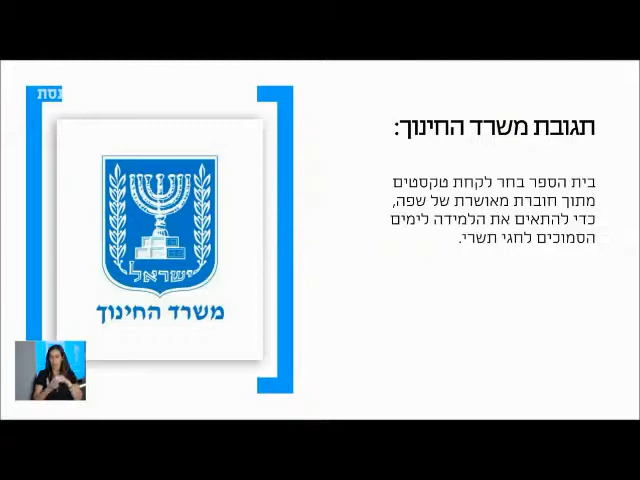 תגובת משרד החינוך:
בית הספר בחר לקחת טקסטים
מתוך חוברת מאושרת של שפה,
כדי להתאים את הלמידה לימים
הסמוכים לחגי תשרי.
ישראל
משרד החינוך